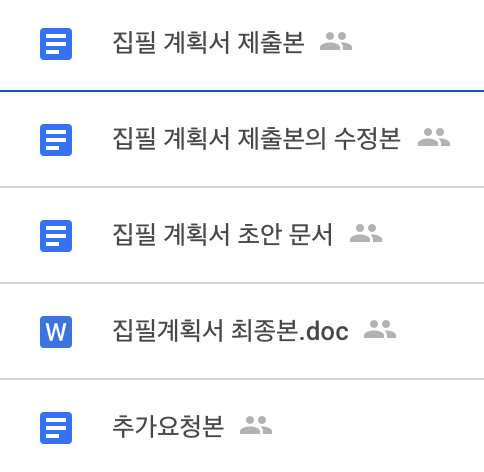 집필 계획서 제출본
집필 계획서 제출본의 수정본
집필 계획서 초안 문서
W 집필계획서 최종본.doc
추가요청본